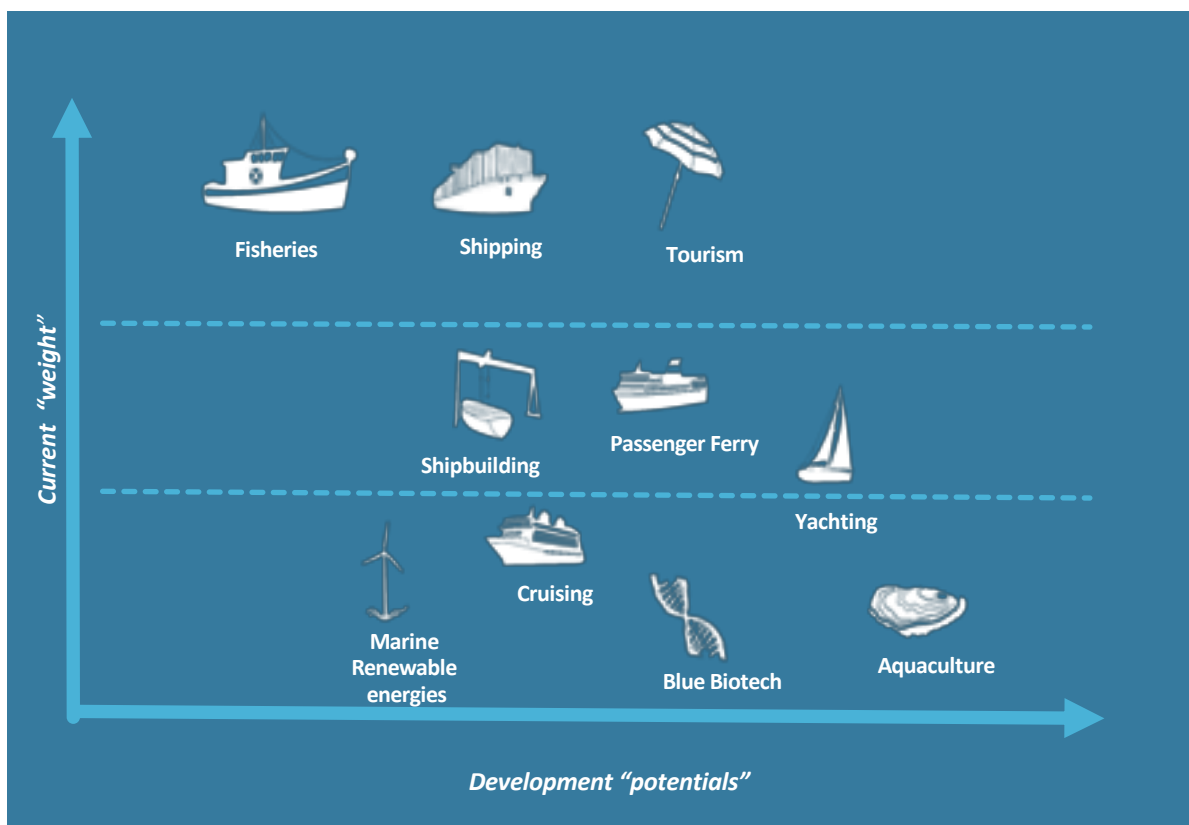 Fisheries
Shipping
Tourism
Current “weight”
Shipbuilding
Passenger Ferry
Yachting
Cruising
Marine
Renewable
energies
Blue Biotech
Aquaculture
Development “potentials”